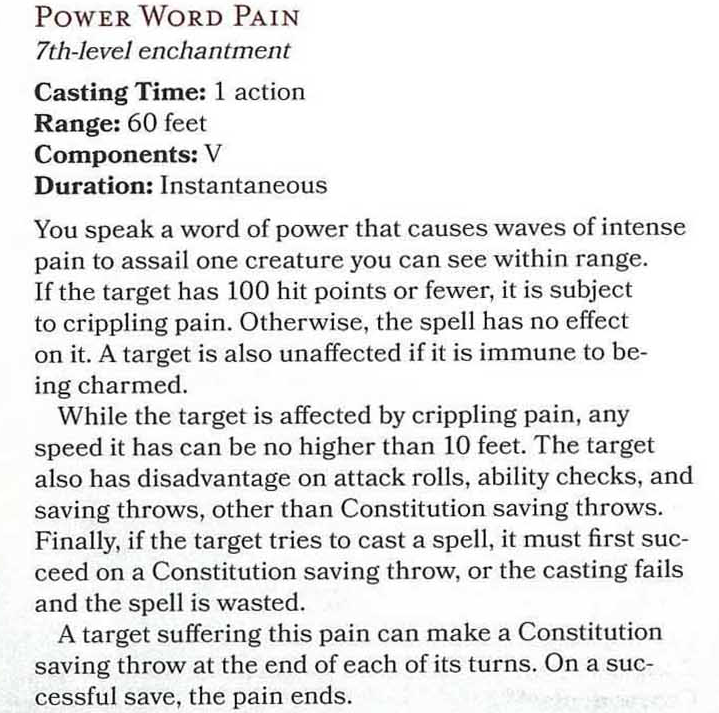 POWER WORD PAIN
7th-level enchantment
Casting Time: 1 action
Range: 60 feet
Components: V
Duration: Instantaneous
You speak a word of power that causes waves of intense
pain to assail one creature you can see within range.
If the target has 100 hit points or fewer, it is subject
to crippling pain. Otherwise, the spell has no effect
on it. A target is also unaffected if it is immune to be-
ing charmed.
While the target is affected by crippling pain, any
speed it has can be no higher than 10 feet. The target
also has disadvantage on attack rolls, ability checks, and
saving throws, other than Constitution saving throws.
Finally, if the target tries to cast a spell, it must first suc-
ceed on a Constitution saving throw, or the casting fails
and the spell is wasted.
A target suffering this pain can make a Constitution
saving throw at the end of each of its turns. On a suc-
cessful save, the pain ends.